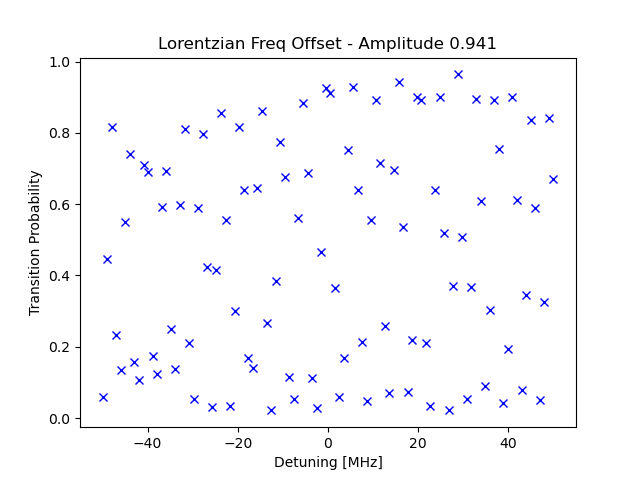 Lorentzian Freq Offset - Amplitude 0.941
1.0
0.8
0.6
0.4
0.2
0.0
Transition Probability
−40 −20 0 20 40
Detuning [MHz]